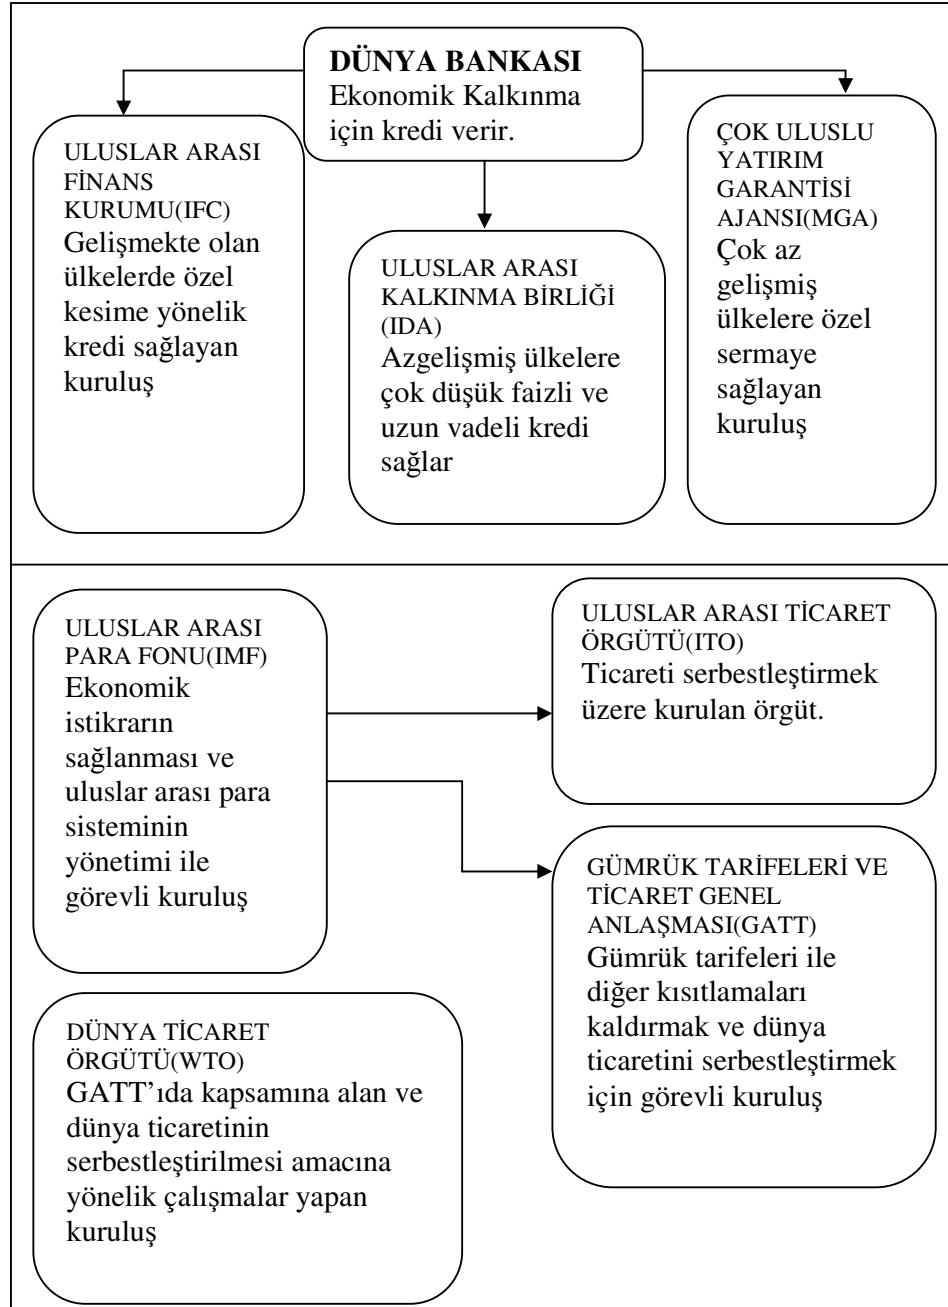 DÜNYA BANKASI
Ekonomik Kalkınma
için kredi verir.
ULUSLAR ARASI
FİNANS
KURUMU(IFC)
Gelişmekte olan
ülkelerde özel
kesime yönelik
kredi sağlayan
kuruluş
ULUSLAR ARASI
KALKINMA BİRLİĞİ
(IDA)
Azgelişmiş ülkelere
çok düşük faizli ve
uzun vadeli kredi
sağlar
ÇOK ULUSLU
YATIRIM
GARANTİSİ
AJANSI(MGA)
Çok az
gelişmiş
ülkelere özel
sermaye
sağlayan
kuruluş
ULUSLAR ARASI
PARA FONU(IMF)
Ekonomik
istikrarın
sağlanması ve
uluslar arası para
sisteminin
yönetimi ile
görevli kuruluş
ULUSLAR ARASI TİCARET
ÖRGÜTÜ(ITO)
Ticareti serbestleştirmek
üzere kurulan örgüt.
GÜMRÜK TARİFELERİ VE
TİCARET GENEL
ANLAŞMASI(GATT)
Gümrük tarifeleri ile
diğer kısıtlamaları
kaldırmak ve dünya
ticaretini serbestleştirmek
için görevli kuruluş
DÜNYA TİCARET
ÖRGÜTÜ(WTO)
GATT’ıda kapsamına alan ve
dünya ticaretinin
serbestleştirilmesi amacına
yönelik çalışmalar yapan
kuruluş